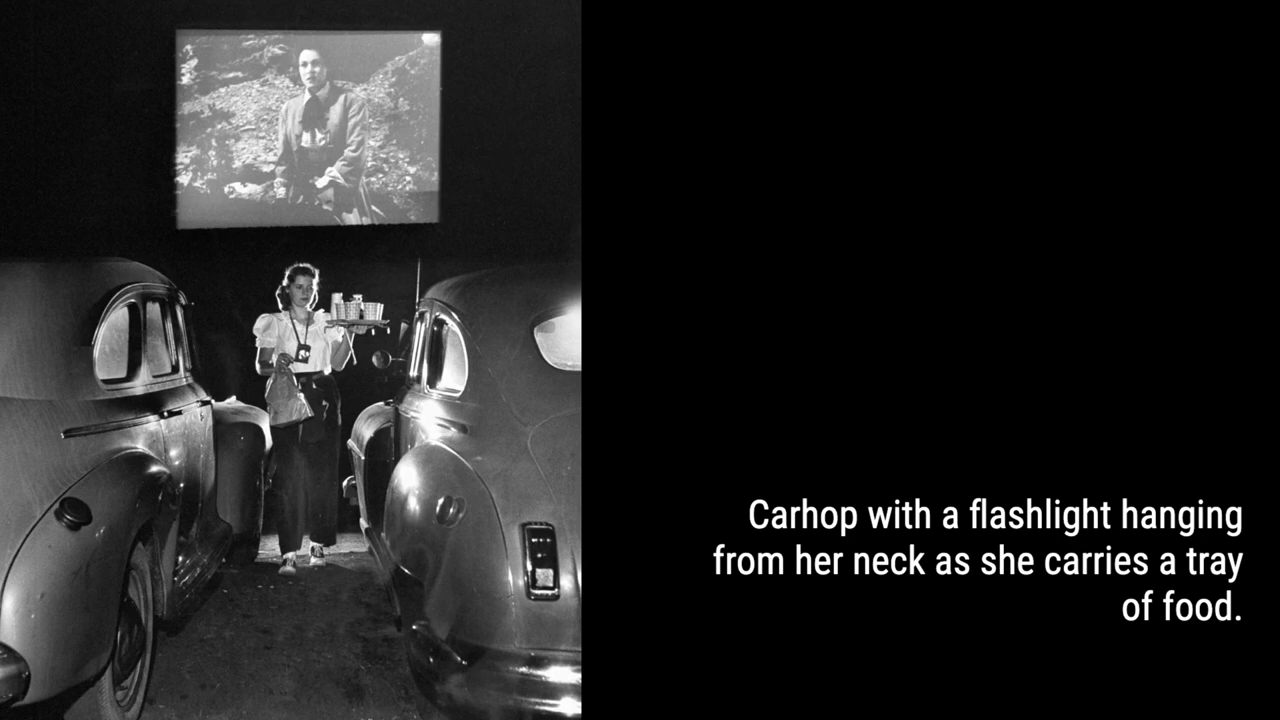 Carhop with a flashlight hanging
from her neck as she carries a tray
of food.